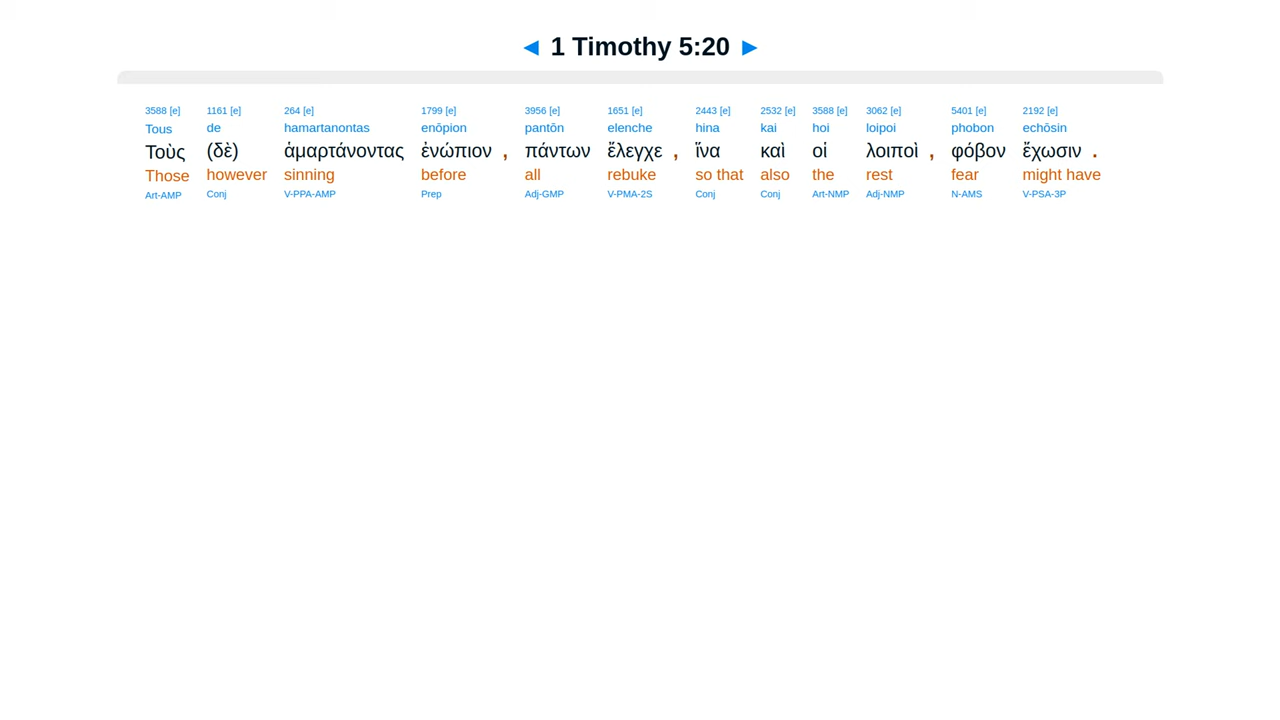 ◄ 1 Timothy 5:20 ►
3588 [e] 1161 [e] 264 [e] 1799 [e] 3956 [e] 1651 [e] 2443 [e] 2532 [e] 3588 [e] 3062 [e] 5401 [e] 2192 [e]
Tous de hamartanontas enōpion pantōn elenche hina kai hoi loipoi phobon echōsin
Τοὺς (δὲ) ἁμαρτάνοντας ἐνώπιον , πάντων ἔλεγχε , ἵνα καὶ οἱ λοιποὶ , φόβον ἔχωσιν .
Those however sinning before all rebuke so that also the rest fear might have
Art-AMP Conj V-PPA-AMP Prep Adj-GMP V-PMA-2S Conj Conj Art-NMP Adj-NMP N-AMS V-PSA-3P